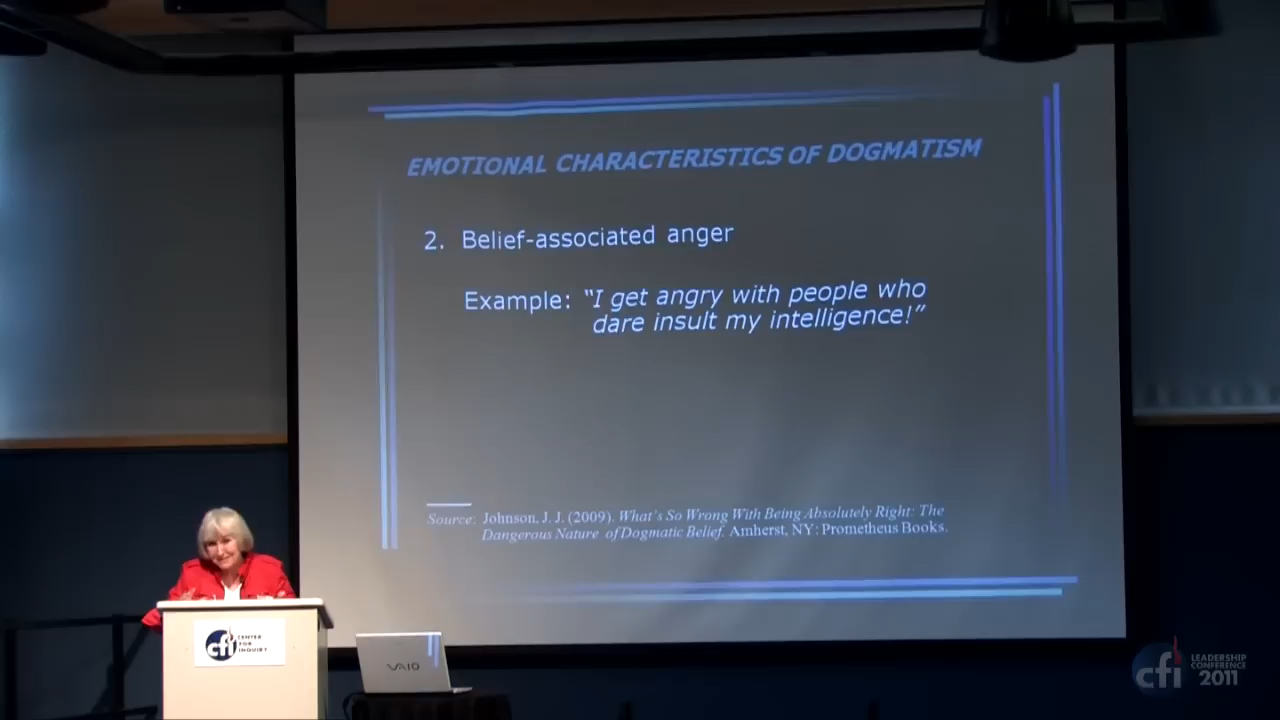 EMOTIONAL CHARACTERISTICS OF DOGMATISM
2. Belief-associated anger
Example: “I get angry with people who
dare insult my intelligence!”
Source: Johnson, J. J. (2009). What's So Wrong With Being Absolutely Right: The
Dangerous Nature of Dogmatic Belief. Amherst, NY: Prometheus Books.
cfi CENTER
FOR
INQUIRY
VAIO
cfi LEADERSHIP
CONFERENCE
2011